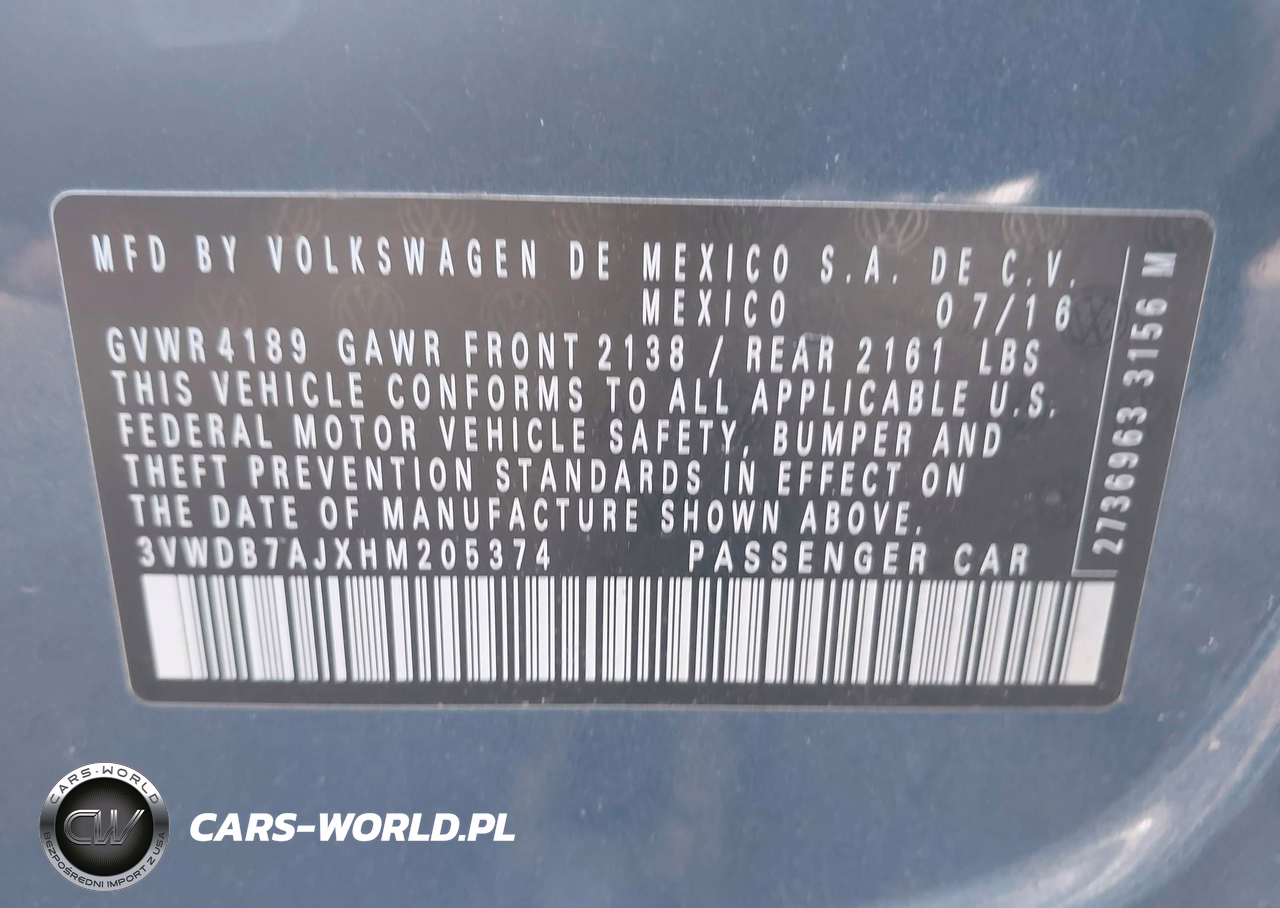 MFD BY VOLKSWAGEN DE MEXICO S.A. DE C.V.
MEXICO 07/16
GVWR 4189 GAWR FRONT 2138 / REAR 2161 LBS
THIS VEHICLE CONFORMS TO ALL APPLICABLE U.S.
FEDERAL MOTOR VEHICLE SAFETY, BUMPER AND
THEFT PREVENTION STANDARDS IN EFFECT ON
THE DATE OF MANUFACTURE SHOWN ABOVE.
3VWDB7AJXHM205374 PASSENGER CAR
2736963 3156 M
CARS-WORLD
CW
BEZPOŚREDNI IMPORT Z USA
CARS-WORLD.PL